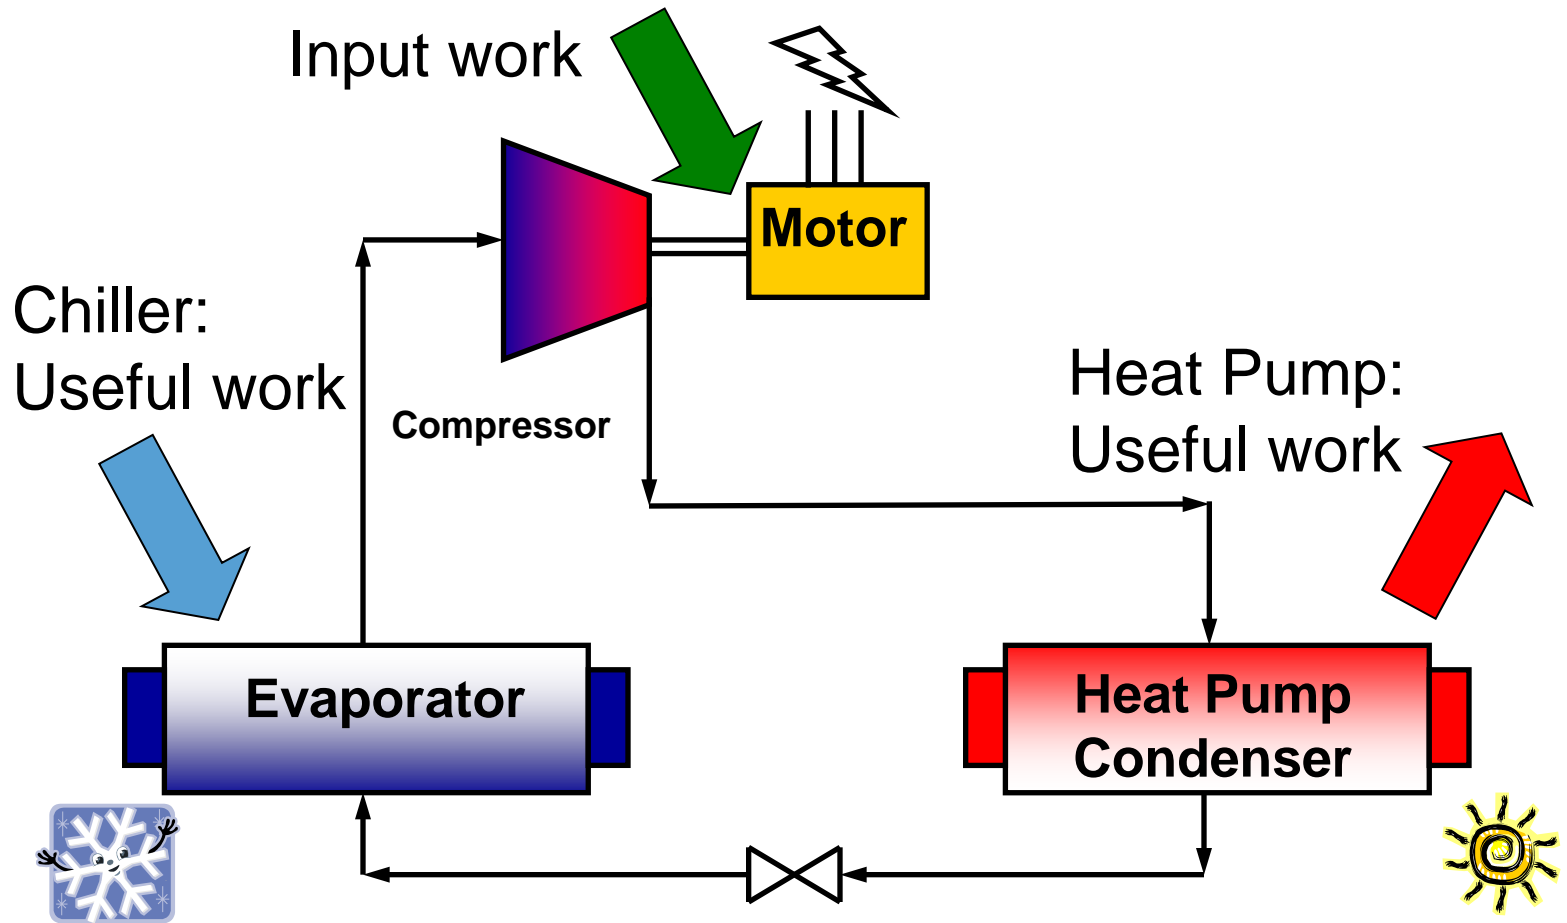 Input work
Motor
Chiller:
Useful work
Compressor
Heat Pump:
Useful work
Evaporator
Heat Pump
Condenser